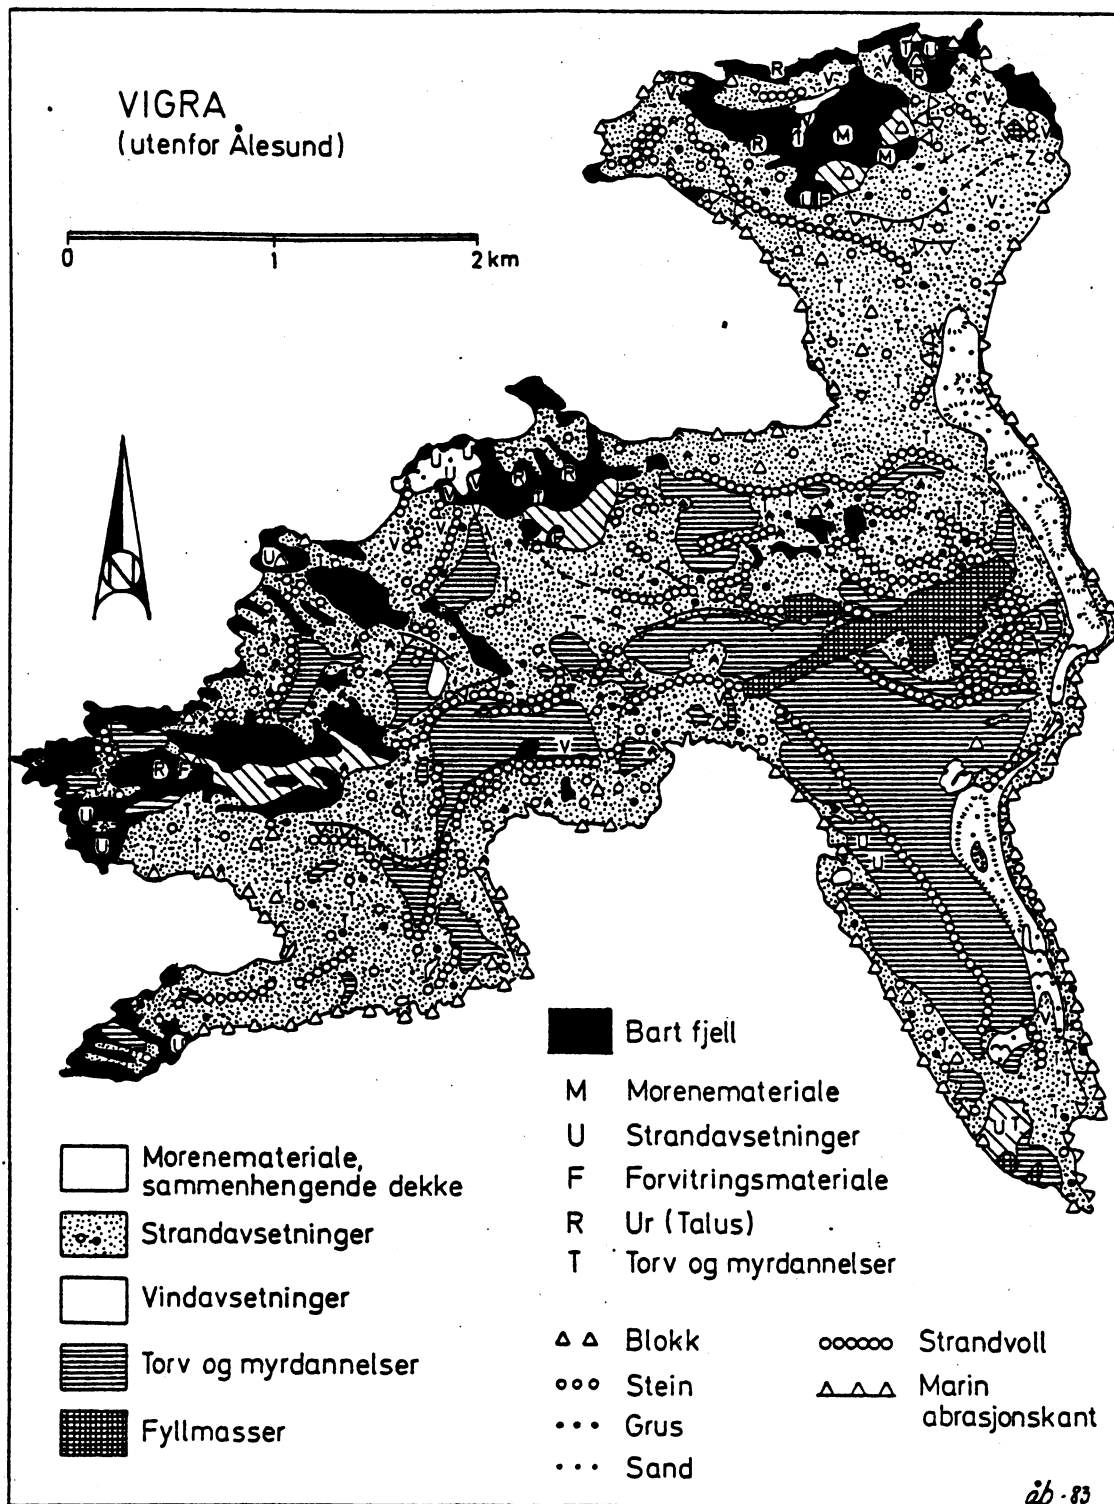 VIGRA
(utenfor Ålesund)
0 1 2 km
N
Bart fjell
M Morenemateriale
U Strandavsetninger
F Forvitringsmateriale
R Ur (Talus)
T Torv og myrdannelser
Morenemateriale,
sammenhengende dekke
Strandavsetninger
Vindavsetninger
Torv og myrdannelser
Fyllmasser
Blokk
Stein
Grus
Sand
Strandvoll
Marin
abrasjonskant
åb-83